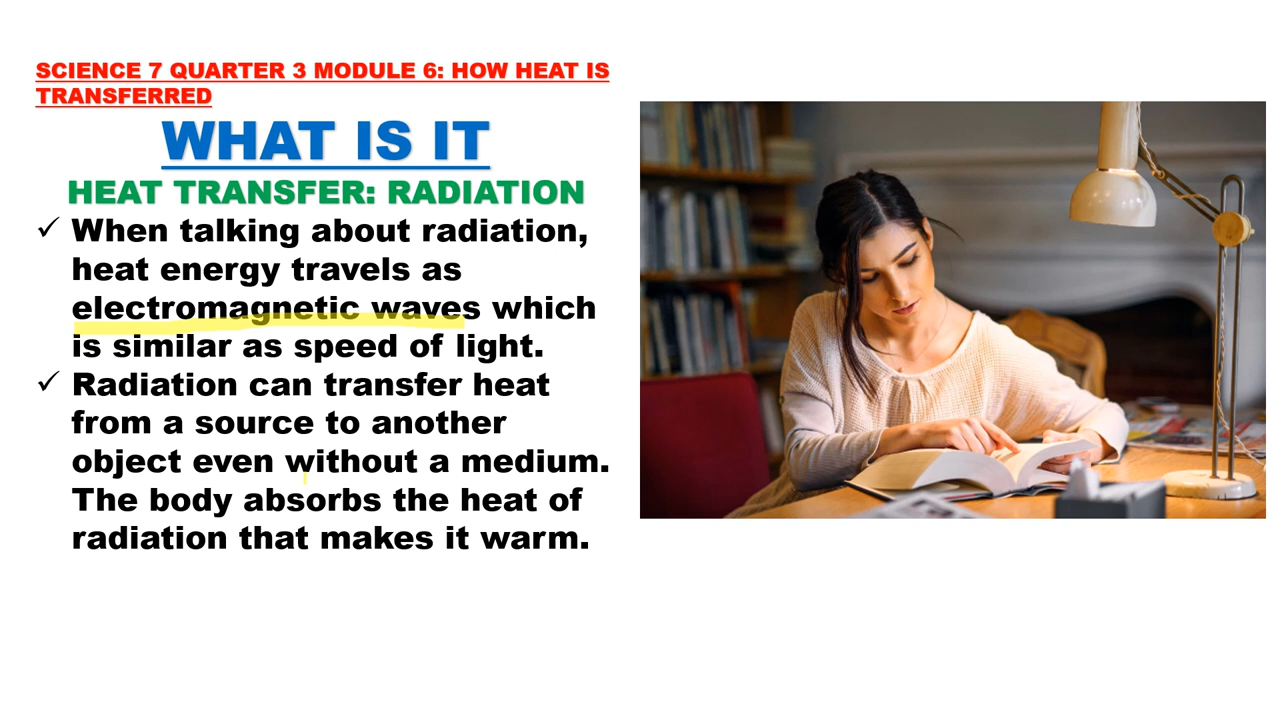 SCIENCE 7 QUARTER 3 MODULE 6: HOW HEAT IS
TRANSFERRED
WHAT IS IT
HEAT TRANSFER: RADIATION
✓ When talking about radiation,
heat energy travels as
electromagnetic waves which
is similar as speed of light.
✓ Radiation can transfer heat
from a source to another
object even without a medium.
The body absorbs the heat of
radiation that makes it warm.